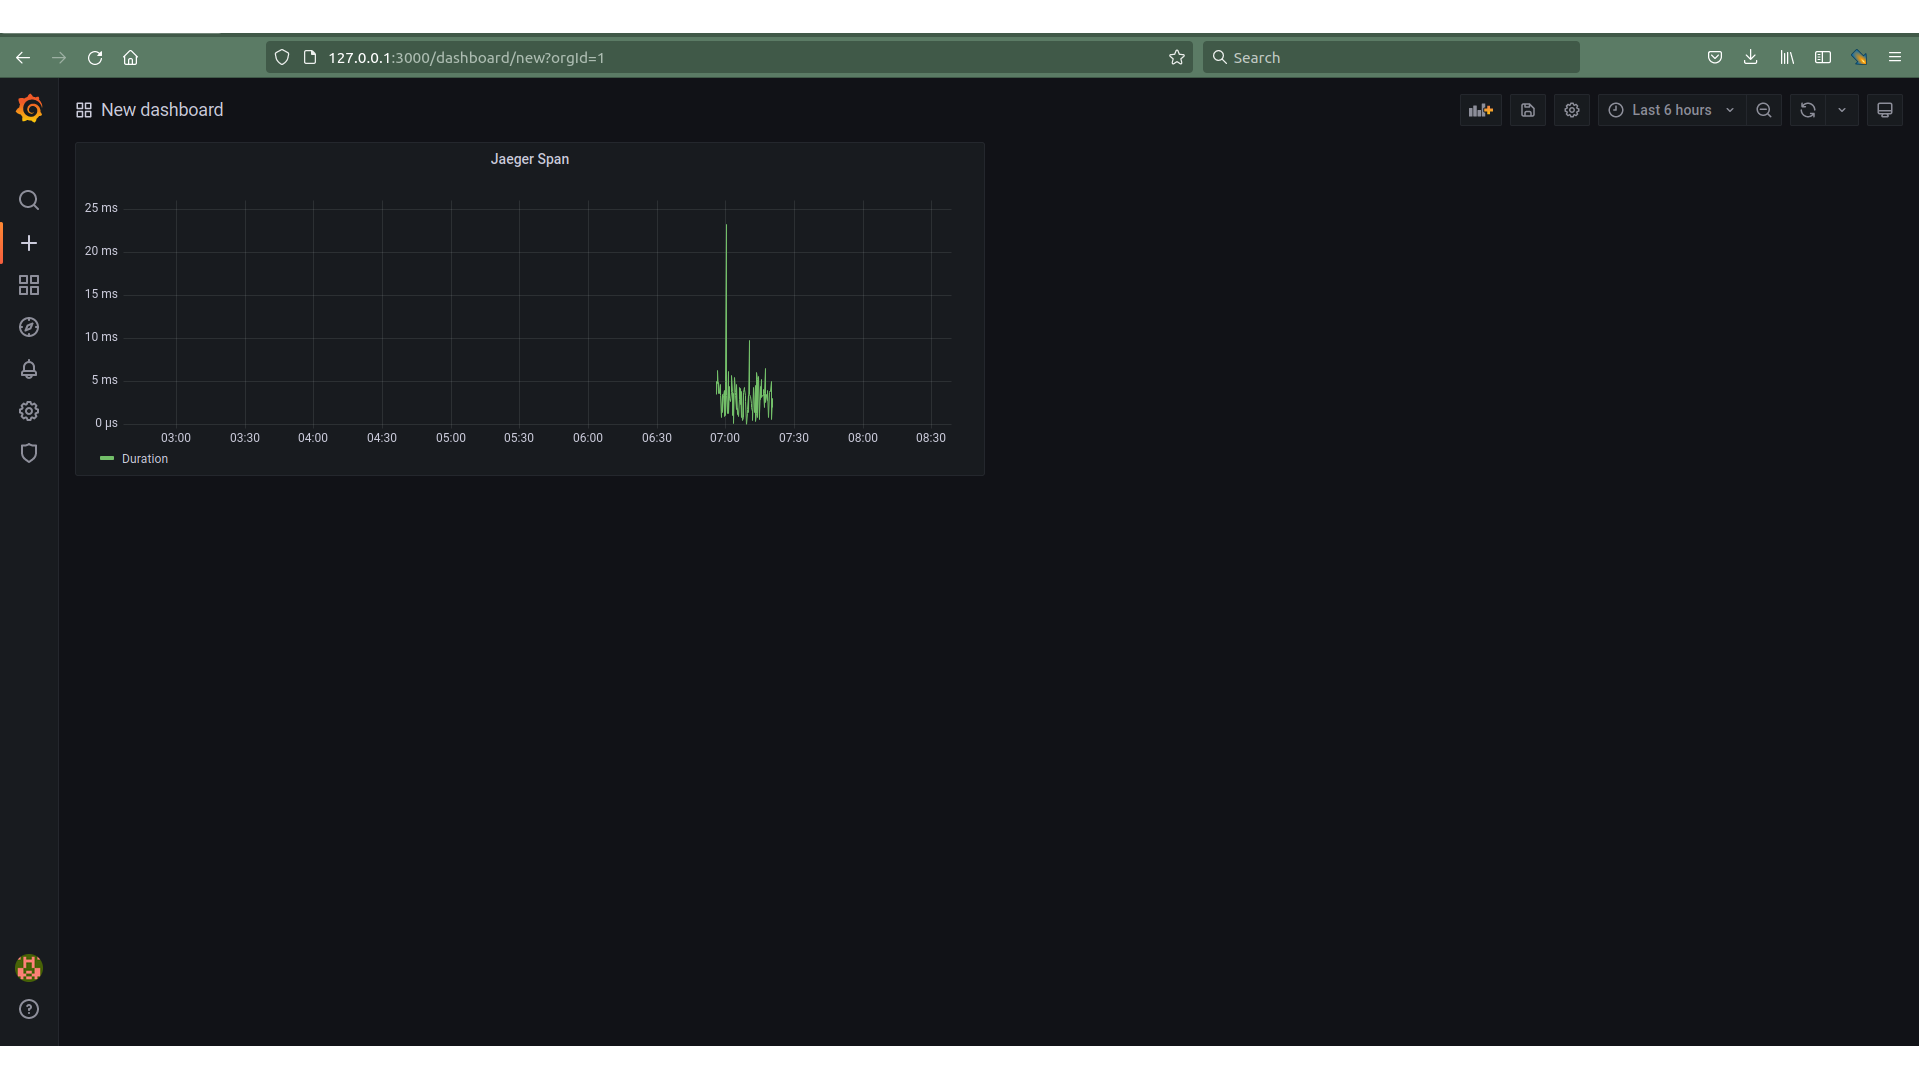 127.0.0.1:3000/dashboard/new?orgId=1
Search
New dashboard
Last 6 hours
Jaeger Span
25 ms
20 ms
15 ms
10 ms
5 ms
0 µs
03:00 03:30 04:00 04:30 05:00 05:30 06:00 06:30 07:00 07:30 08:00 08:30
Duration